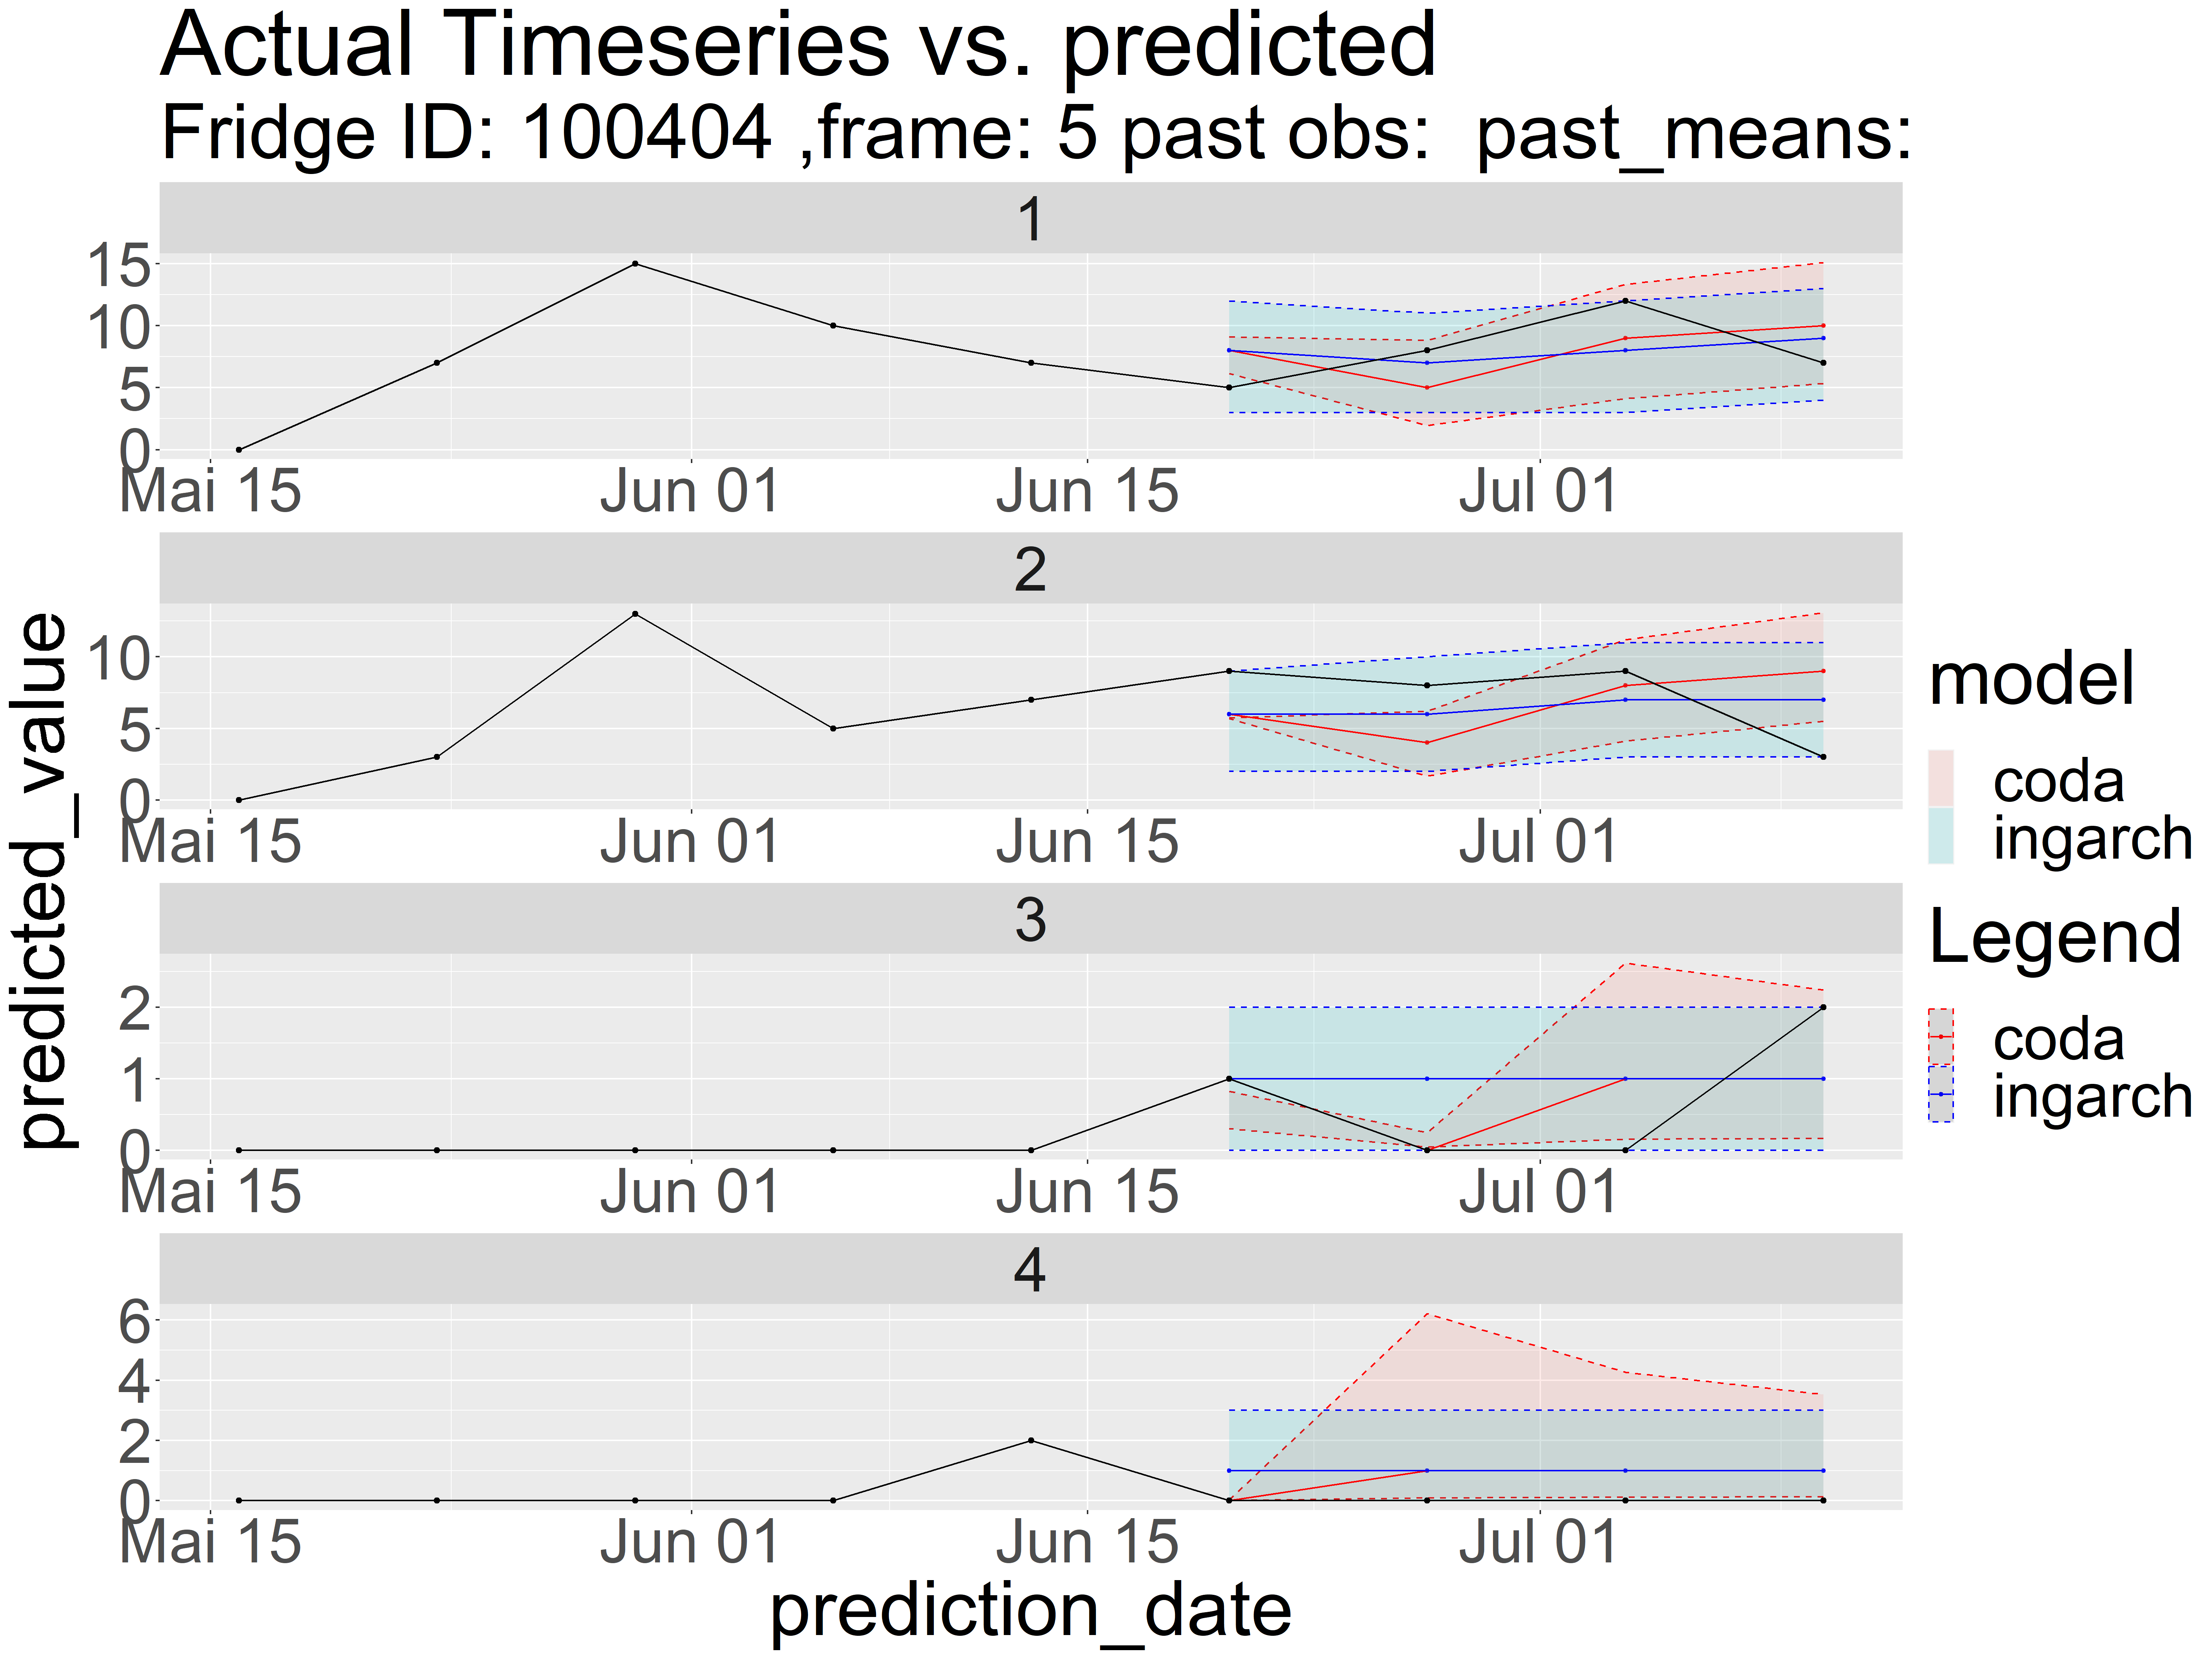 Actual Timeseries vs. predicted
Fridge ID: 100404 ,frame: 5 past obs:  past_means:
predicted_value
1
15
10
5
0
Mai 15 Jun 01 Jun 15 Jul 01
2
10
5
0
Mai 15 Jun 01 Jun 15 Jul 01
3
2
1
0
Mai 15 Jun 01 Jun 15 Jul 01
4
6
4
2
0
Mai 15 Jun 01 Jun 15 Jul 01
prediction_date
model
coda
ingarch
Legend
coda
ingarch